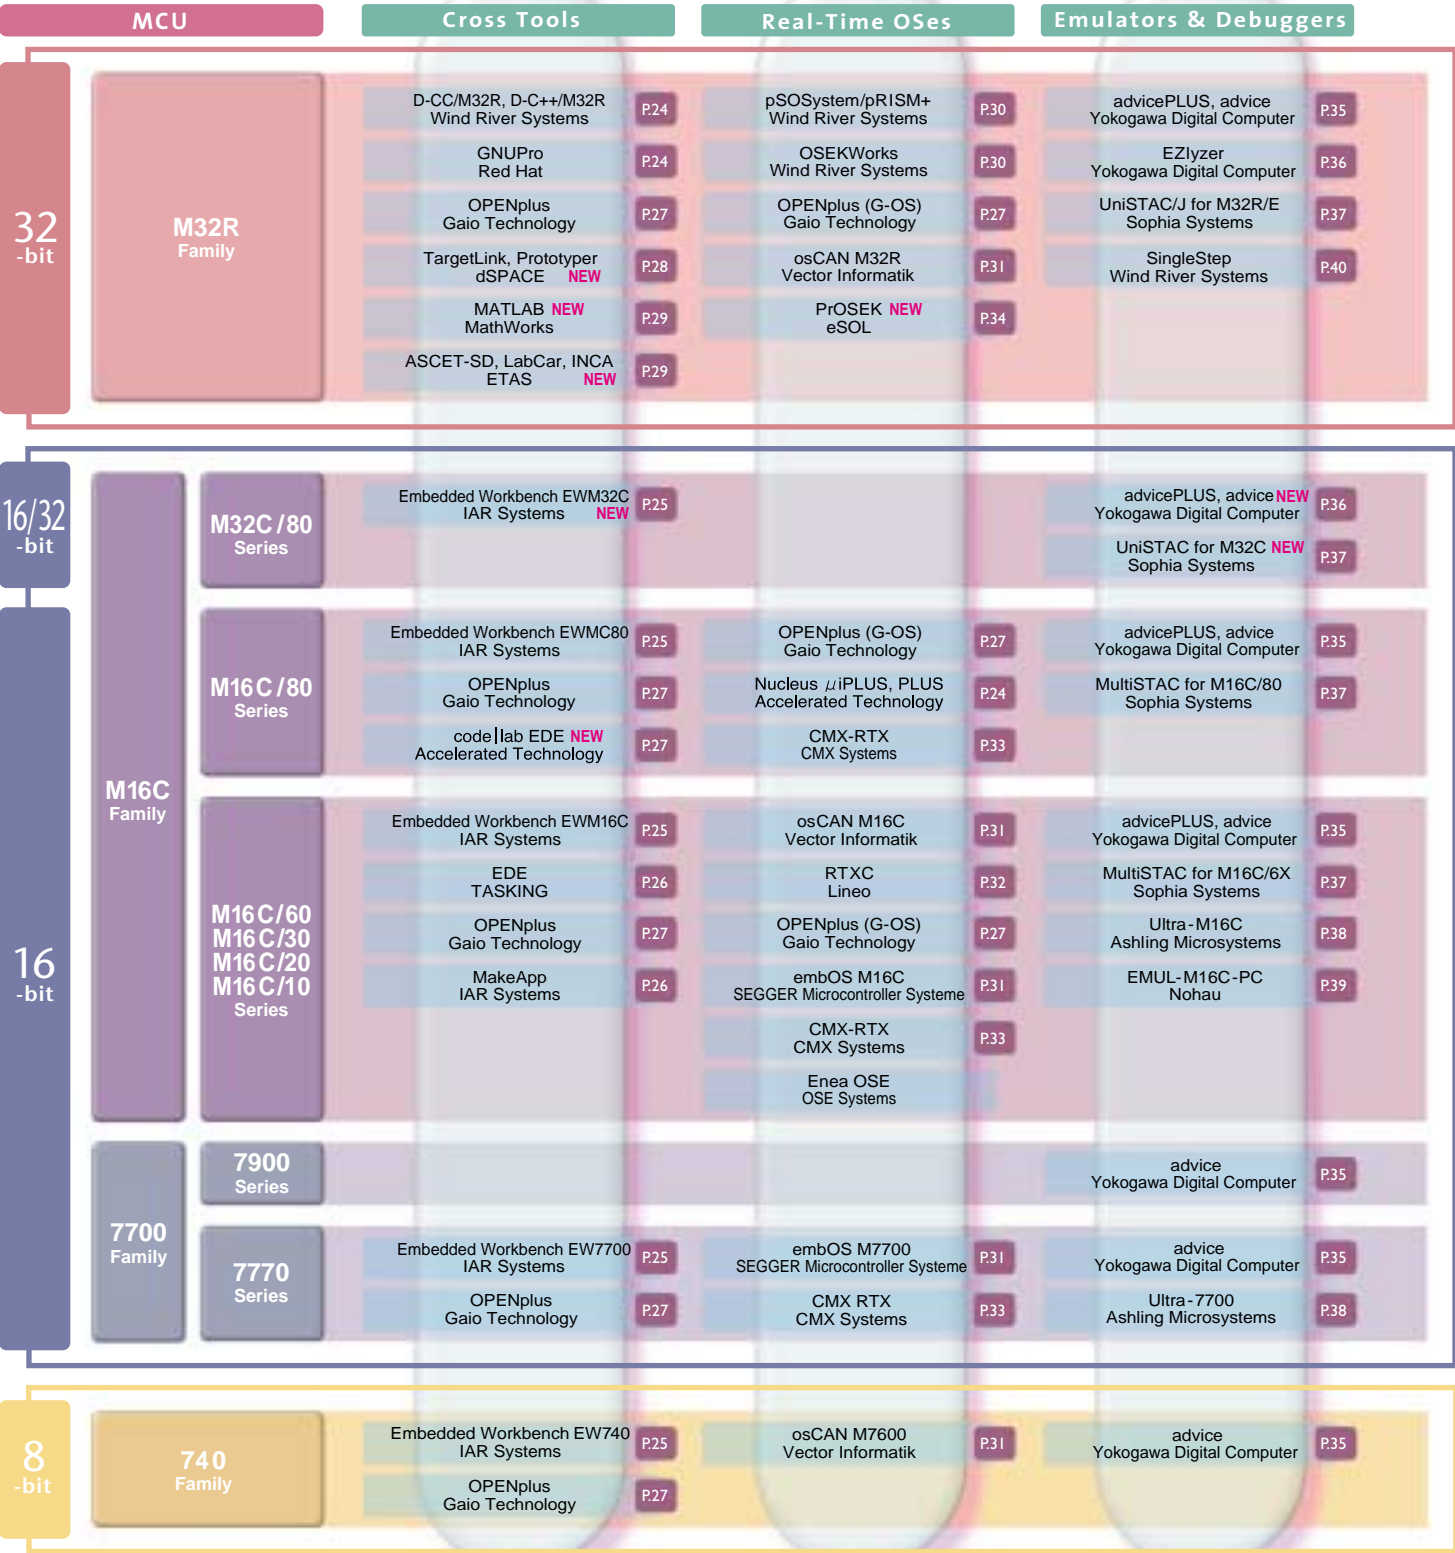 MCU
Cross Tools
Real-Time OSes
Emulators & Debuggers
32
-bit
M32R
Family
D-CC/M32R, D-C++/M32R
Wind River Systems
P.24
GNUPro
Red Hat
P.24
OPENplus
Gaio Technology
P.27
TargetLink, Prototyper
dSPACE NEW
P.28
MATLAB NEW
MathWorks
P.29
ASCET-SD, LabCar, INCA
ETAS NEW
P.29
pSOSystem/pRISM+
Wind River Systems
P.30
OSEKWorks
Wind River Systems
P.30
OPENplus (G-OS)
Gaio Technology
P.27
osCAN M32R
Vector Informatik
P.31
PrOSEK NEW
eSOL
P.34
advicePLUS, advice
Yokogawa Digital Computer
P.35
EZlyzer
Yokogawa Digital Computer
P.36
UniSTAC/J for M32R/E
Sophia Systems
P.37
SingleStep
Wind River Systems
P.40
16/32
-bit
16
-bit
M16C
Family
M32C/80
Series
Embedded Workbench EWM32C
IAR Systems NEW
P.25
advicePLUS, advice NEW
Yokogawa Digital Computer
P.36
UniSTAC for M32C NEW
Sophia Systems
P.37
M16C/80
Series
Embedded Workbench EWMC80
IAR Systems
P.25
OPENplus
Gaio Technology
P.27
code|lab EDE NEW
Accelerated Technology
P.27
OPENplus (G-OS)
Gaio Technology
P.27
Nucleus μiPLUS, PLUS
Accelerated Technology
P.24
CMX-RTX
CMX Systems
P.33
advicePLUS, advice
Yokogawa Digital Computer
P.35
MultiSTAC for M16C/80
Sophia Systems
P.37
M16C/60
M16C/30
M16C/20
M16C/10
Series
Embedded Workbench EWM16C
IAR Systems
P.25
EDE
TASKING
P.26
OPENplus
Gaio Technology
P.27
MakeApp
IAR Systems
P.26
osCAN M16C
Vector Informatik
P.31
RTXC
Lineo
P.32
OPENplus (G-OS)
Gaio Technology
P.27
embOS M16C
SEGGER Microcontroller Systeme
P.31
CMX-RTX
CMX Systems
P.33
Enea OSE
OSE Systems
advicePLUS, advice
Yokogawa Digital Computer
P.35
MultiSTAC for M16C/6X
Sophia Systems
P.37
Ultra-M16C
Ashling Microsystems
P.38
EMUL-M16C-PC
Nohau
P.39
7700
Family
7900
Series
advice
Yokogawa Digital Computer
P.35
7770
Series
Embedded Workbench EW7700
IAR Systems
P.25
OPENplus
Gaio Technology
P.27
embOS M7700
SEGGER Microcontroller Systeme
P.31
CMX RTX
CMX Systems
P.33
advice
Yokogawa Digital Computer
P.35
Ultra-7700
Ashling Microsystems
P.38
8
-bit
740
Family
Embedded Workbench EW740
IAR Systems
P.25
OPENplus
Gaio Technology
P.27
osCAN M7600
Vector Informatik
P.31
advice
Yokogawa Digital Computer
P.35